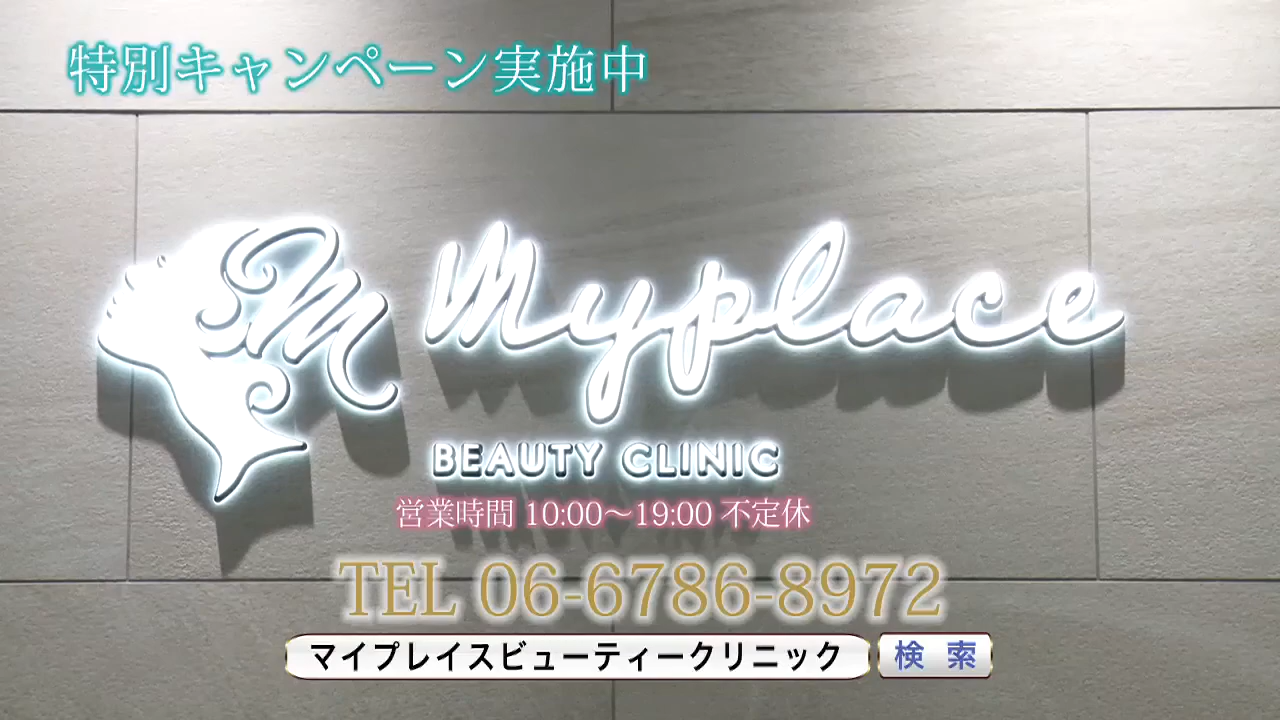 特別キャンペーン実施中
Myplace
BEAUTY CLINIC
営業時間 10:00～19:00 不定休
TEL 06-6786-8972
マイプレイスビューティークリニック 検索